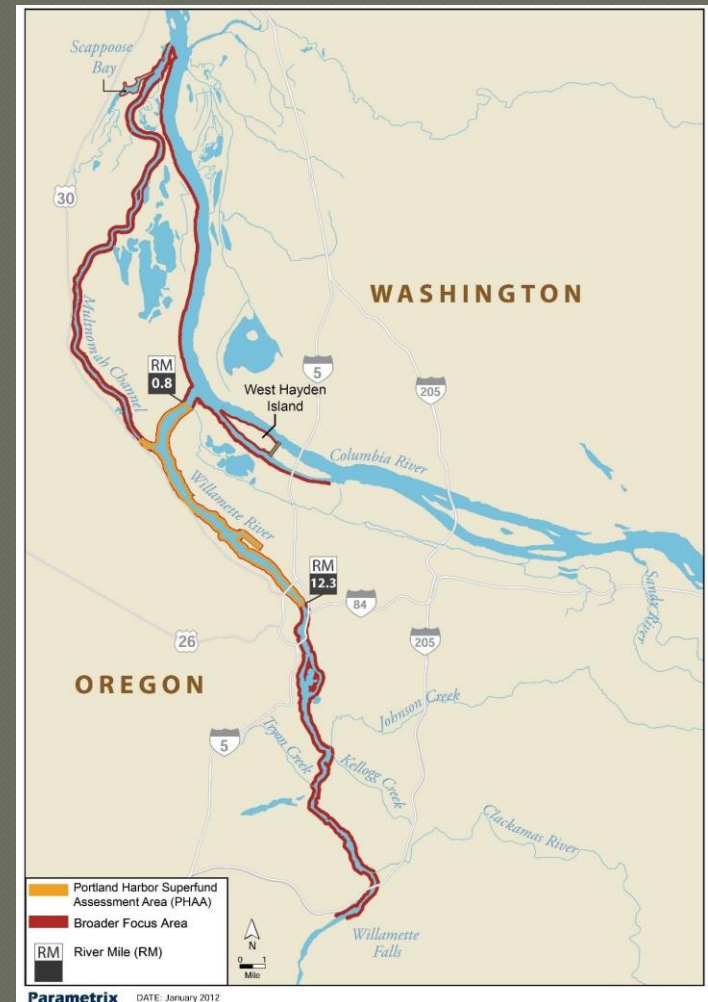 Scappoose
Bay
30
WASHINGTON
Multnomah Channel
RM
0.8
5
205
West Hayden
Island
Columbia River
Willamette River
RM
12.3
84
Sandy River
26
205
OREGON
Johnson Creek
5
Tryon Creek
Kellogg Creek
Clackamas River
Portland Harbor Superfund
Assessment Area (PHAA)
Broader Focus Area
RM River Mile (RM)
N
0 1
Mile
Willamette
Falls
Parametrix DATE: January 2012